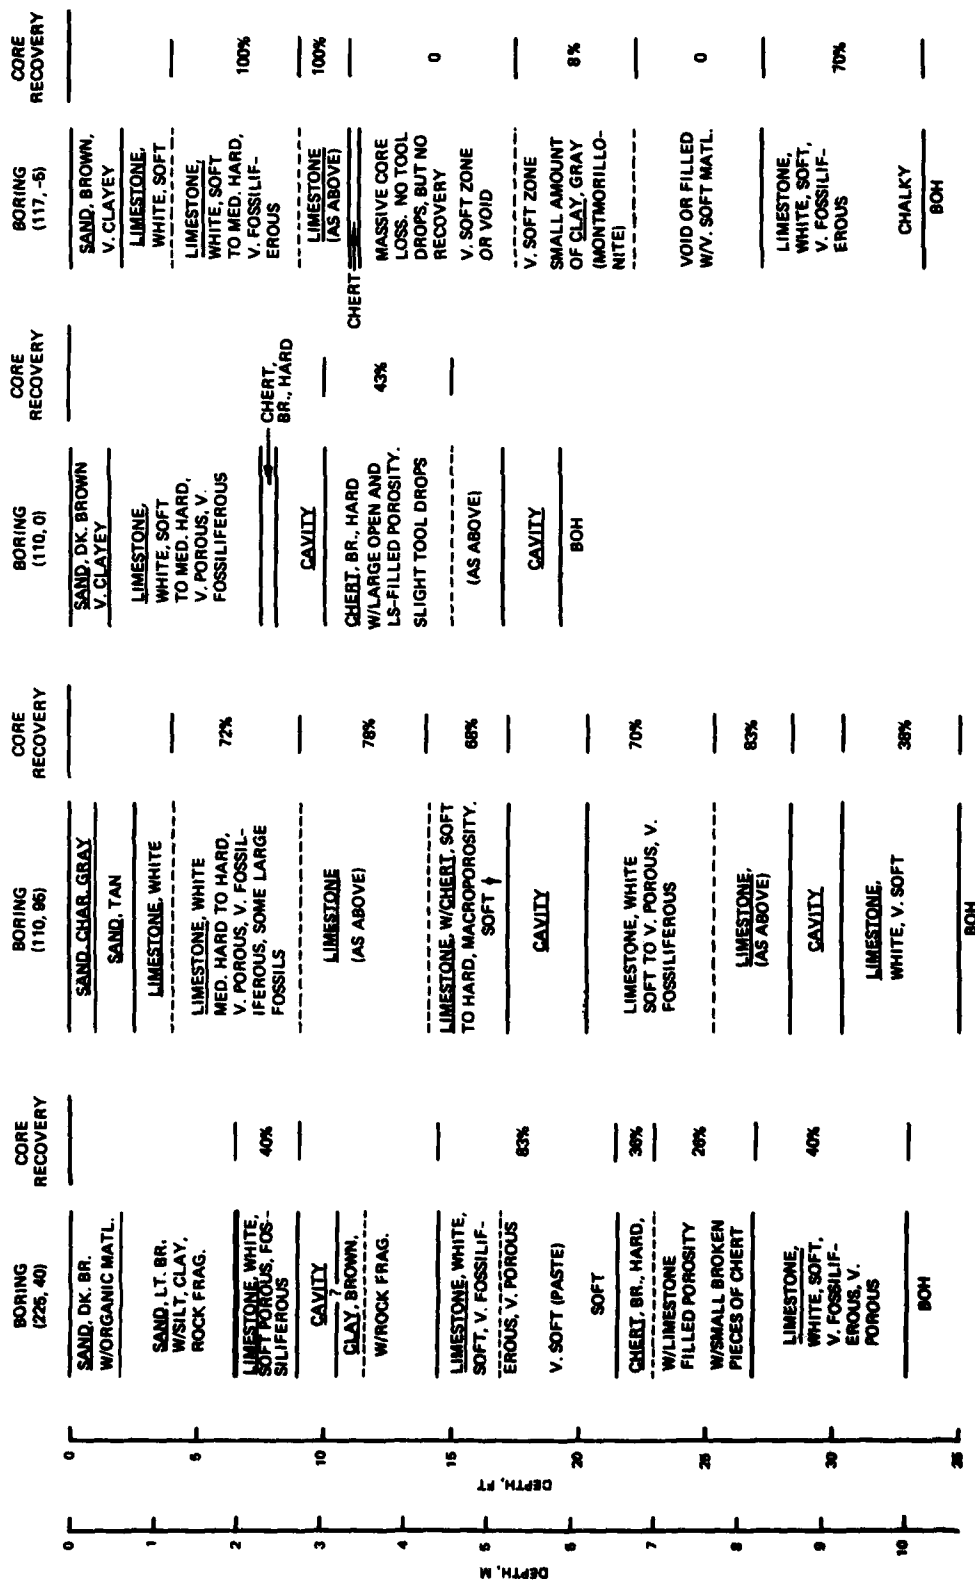 DEPTH, M
0
1
2
3
4
5
6
7
8
9
10
DEPTH, FT
0
5
10
15
20
25
30
35
BORING
(225, 40)
SAND, DK. BR.
W/ORGANIC MATL.
SAND, LT. BR.
W/SILT, CLAY,
ROCK FRAG.
LIMESTONE, WHITE,
SOFT POROUS, FOS-
SILIFEROUS
CAVITY
?
CLAY, BROWN,
W/ROCK FRAG.
LIMESTONE, WHITE,
SOFT, V. FOSSILIF-
EROUS, V. POROUS
V. SOFT (PASTE)
SOFT
CHERT, BR., HARD,
W/LIMESTONE
FILLED POROSITY
W/SMALL BROKEN
PIECES OF CHERT
LIMESTONE,
WHITE, SOFT,
V. FOSSILIF-
EROUS, V.
POROUS
BOH
CORE
RECOVERY
40%
83%
36%
26%
40%
BORING
(110, 86)
SAND, CHAR. GRAY
SAND, TAN
LIMESTONE, WHITE
LIMESTONE, WHITE
MED. HARD TO HARD,
V. POROUS, V. FOSSIL-
IFEROUS, SOME LARGE
FOSSILS
LIMESTONE
(AS ABOVE)
LIMESTONE, W/CHERT, SOFT
TO HARD, MACROPOROSITY.
SOFT
CAVITY
LIMESTONE, WHITE
SOFT TO V. POROUS, V.
FOSSILIFEROUS
LIMESTONE,
(AS ABOVE)
CAVITY
LIMESTONE,
WHITE, V. SOFT
BOH
CORE
RECOVERY
72%
78%
68%
70%
83%
38%
BORING
(110, 0)
SAND, DK. BROWN
V. CLAYEY
LIMESTONE,
WHITE, SOFT
TO MED. HARD,
V. POROUS, V.
FOSSILIFEROUS
CHERT,
BR., HARD
CAVITY
CHERT, BR., HARD
W/LARGE OPEN AND
LS-FILLED POROSITY.
SLIGHT TOOL DROPS
(AS ABOVE)
CAVITY
BOH
CORE
RECOVERY
43%
BORING
(117, -5)
SAND, BROWN,
V. CLAYEY
LIMESTONE,
WHITE, SOFT
LIMESTONE,
WHITE, SOFT
TO MED. HARD,
V. FOSSILIF-
EROUS
LIMESTONE
(AS ABOVE)
CHERT
MASSIVE CORE
LOSS. NO TOOL
DROPS, BUT NO
RECOVERY
V. SOFT ZONE
OR VOID
V. SOFT ZONE
SMALL AMOUNT
OF CLAY, GRAY
(MONTMORILLO-
NITE)
VOID OR FILLED
W/V. SOFT MATL.
LIMESTONE,
WHITE, SOFT,
V. FOSSILIF-
EROUS
CHALKY
BOH
CORE
RECOVERY
100%
100%
0
8%
0
70%